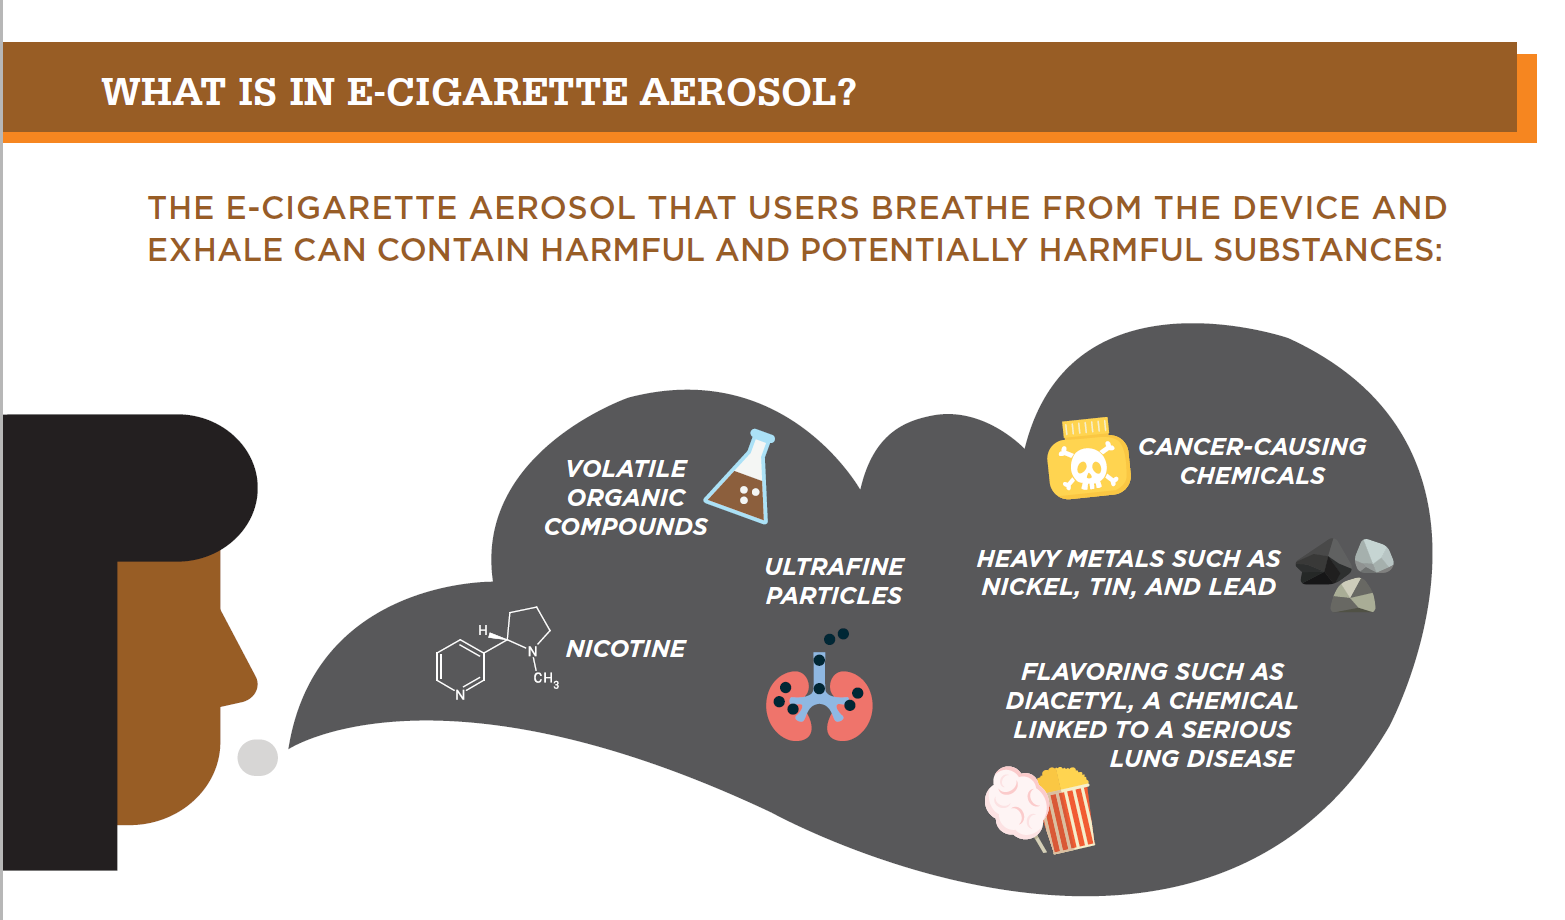 WHAT IS IN E-CIGARETTE AEROSOL?
THE E-CIGARETTE AEROSOL THAT USERS BREATHE FROM THE DEVICE AND
EXHALE CAN CONTAIN HARMFUL AND POTENTIALLY HARMFUL SUBSTANCES:
VOLATILE
ORGANIC
COMPOUNDS
CANCER-CAUSING
CHEMICALS
ULTRAFINE
PARTICLES
HEAVY METALS SUCH AS
NICKEL, TIN, AND LEAD
H
N
CH3
N
NICOTINE
FLAVORING SUCH AS
DIACETYL, A CHEMICAL
LINKED TO A SERIOUS
LUNG DISEASE